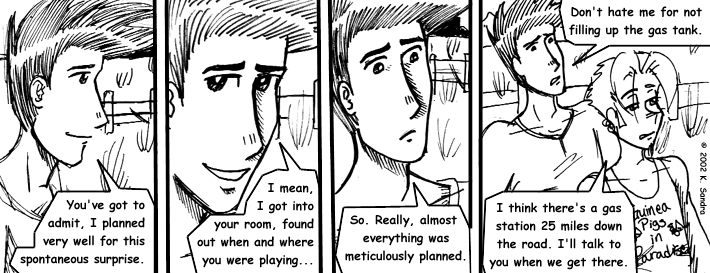 You've got to
admit, I planned
very well for this
spontaneous surprise.
I mean,
I got into
your room, found
out when and where
you were playing...
So. Really, almost
everything was
meticulously planned.
Don't hate me for not
filling up the gas tank.
I think there's a gas
station 25 miles down
the road. I'll talk to
you when we get there.
Pigs
in
© 2002 K. Sandra